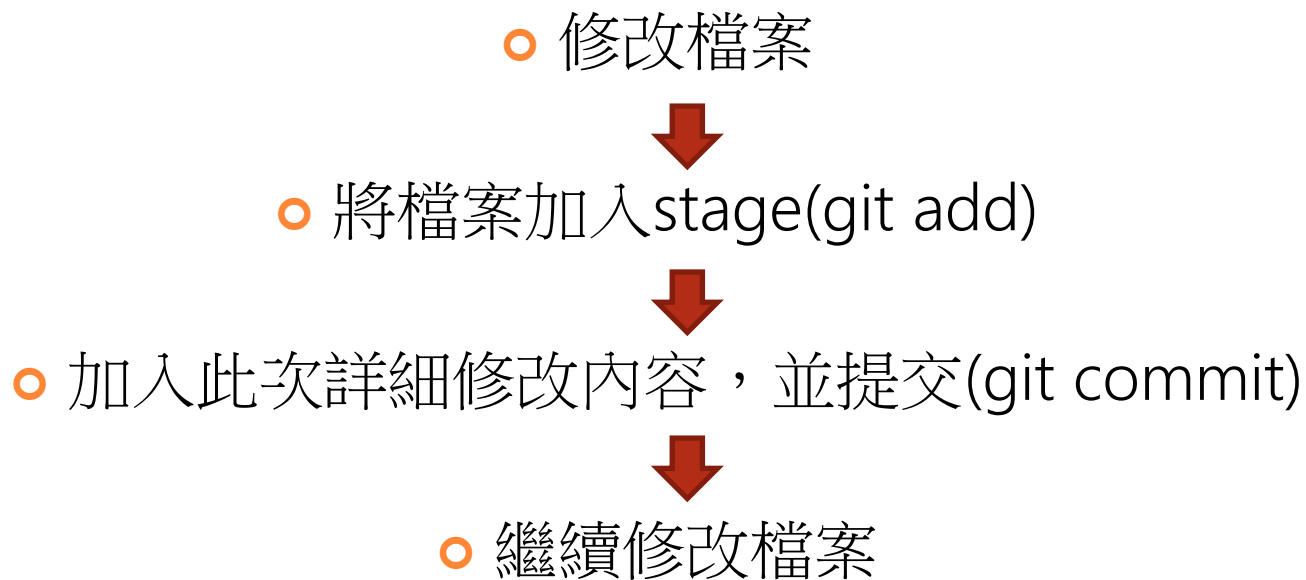 修改檔案
將檔案加入stage(git add)
加入此次詳細修改內容，並提交(git commit)
繼續修改檔案